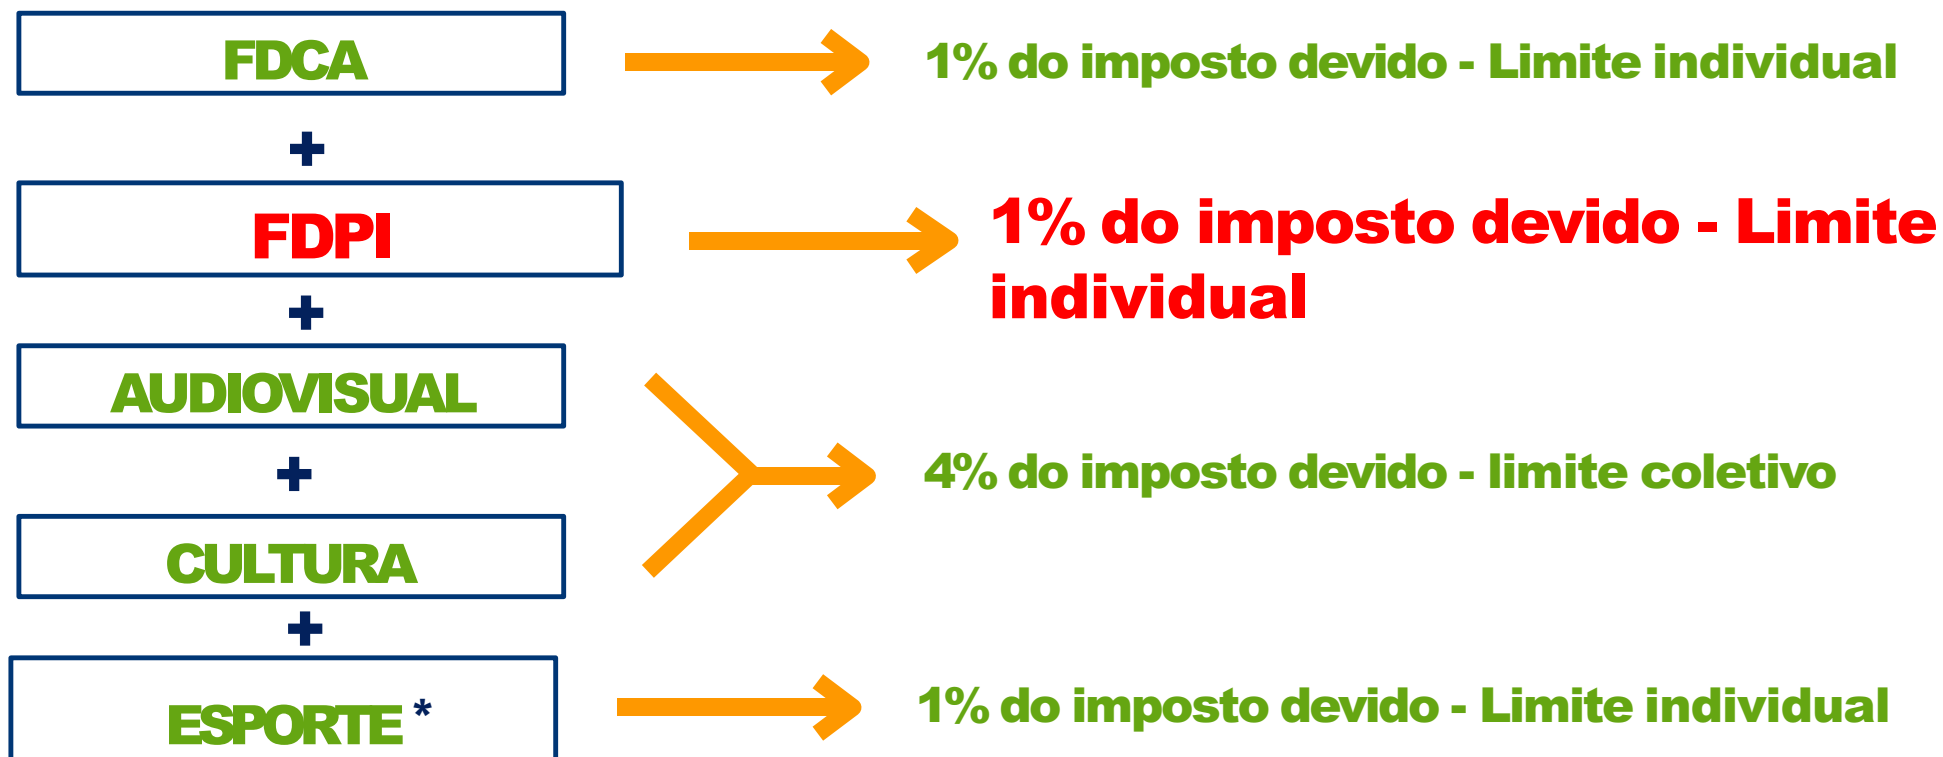 FDCA
1% do imposto devido - Limite individual
+
FDPI
1% do imposto devido - Limite
individual
+
AUDIOVISUAL
+
4% do imposto devido - limite coletivo
CULTURA
+
ESPORTE *
1% do imposto devido - Limite individual